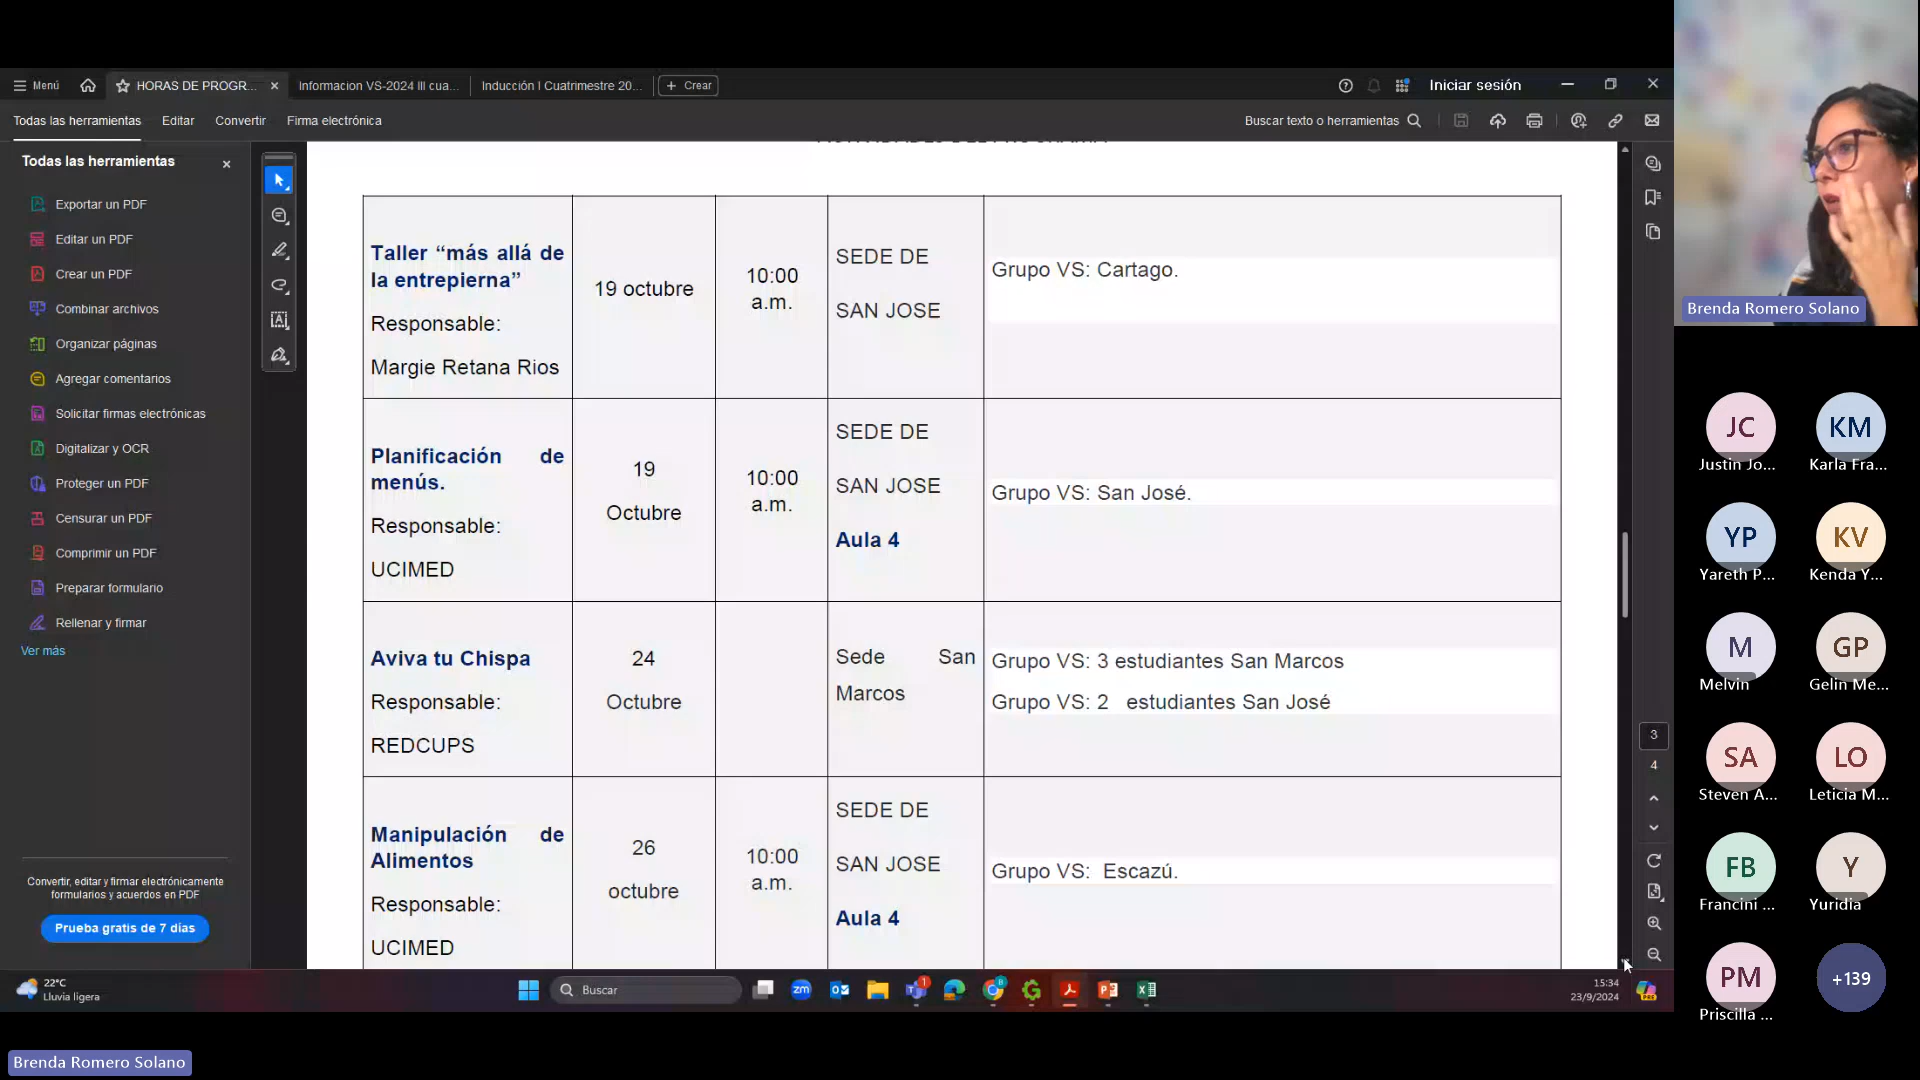 Menú
HORAS DE PROGR...
Informacion VS-2024 III cua...
Inducción I Cuatrimestre 20...
Crear
Iniciar sesión
Todas las herramientas
Editar
Convertir
Firma electrónica
Buscar texto o herramientas
Todas las herramientas
Exportar un PDF
Editar un PDF
Crear un PDF
Combinar archivos
Organizar páginas
Agregar comentarios
Solicitar firmas electrónicas
Digitalizar y OCR
Proteger un PDF
Censurar un PDF
Comprimir un PDF
Preparar formulario
Rellenar y firmar
Ver más
Convertir, editar y firmar electrónicamente
formularios y acuerdos en PDF
Prueba gratis de 7 días
Taller “más allá de
la entrepierna”
Responsable:
Margie Retana Rios
19 octubre
10:00
a.m.
SEDE DE
SAN JOSE
Grupo VS: Cartago.
Planificación de
menús.
Responsable:
UCIMED
19
Octubre
10:00
a.m.
SEDE DE
SAN JOSE
Aula 4
Grupo VS: San José.
Aviva tu Chispa
Responsable:
REDCUPS
24
Octubre
Sede San
Marcos
Grupo VS: 3 estudiantes San Marcos
Grupo VS: 2 estudiantes San José
Manipulación de
Alimentos
Responsable:
UCIMED
26
octubre
10:00
a.m.
SEDE DE
SAN JOSE
Aula 4
Grupo VS: Escazú.
3
4
22°C
Lluvia ligera
Buscar
15:34
23/9/2024
Brenda Romero Solano
JC
Justin Jo...
KM
Karla Fra...
YP
Yareth P...
KV
Kenda Y...
M
Melvin
GP
Gelin Me...
SA
Steven A...
LO
Leticia M...
FB
Francini ...
Y
Yuridia
PM
Priscilla ...
+139
Brenda Romero Solano